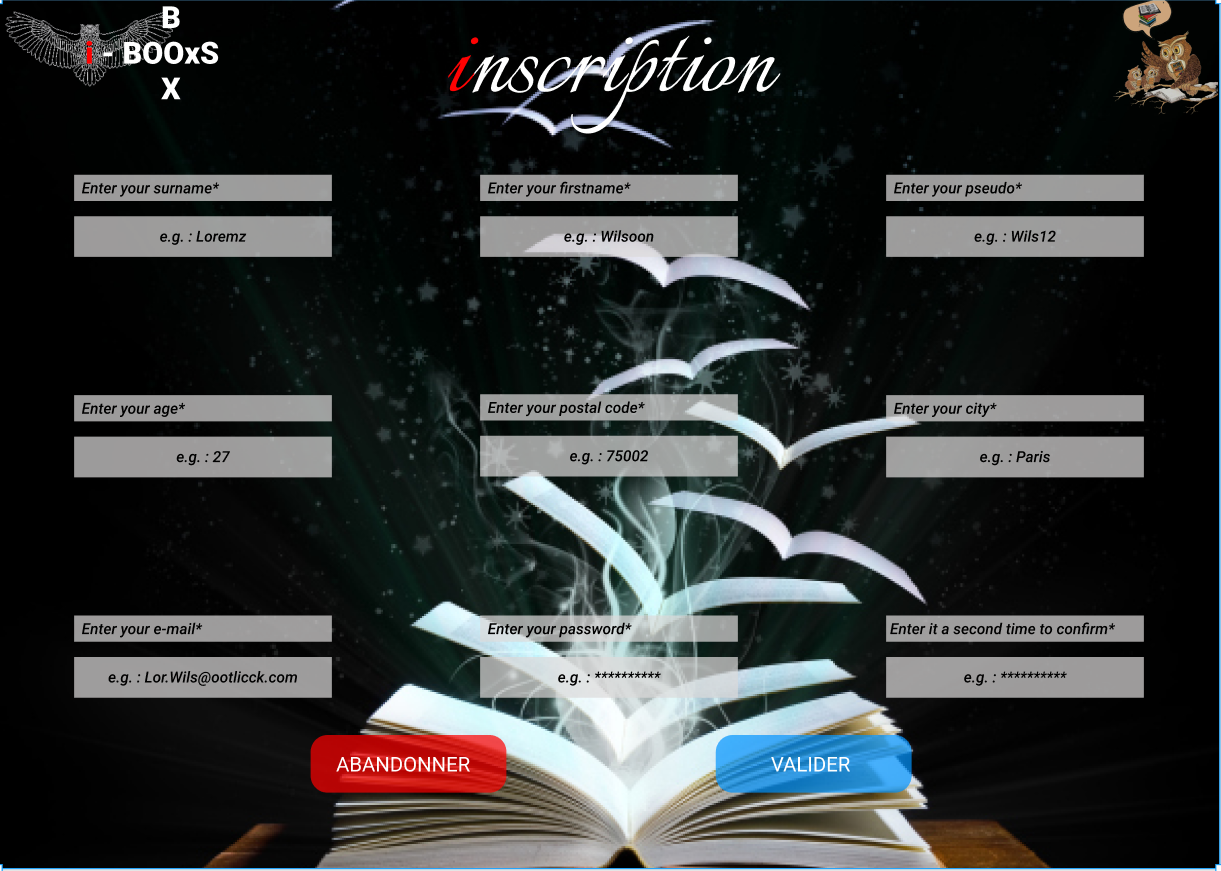 B
i - BOOxS
X
inscription
Enter your surname*
Enter your firstname*
Enter your pseudo*
e.g. : Loremz
e.g. : Wilsoon
e.g. : Wils12
Enter your age*
Enter your postal code*
Enter your city*
e.g. : 27
e.g. : 75002
e.g. : Paris
Enter your e-mail*
Enter your password*
Enter it a second time to confirm*
e.g. : Lor.Wils@ootlicck.com
e.g. : **********
e.g. : **********
ABANDONNER
VALIDER